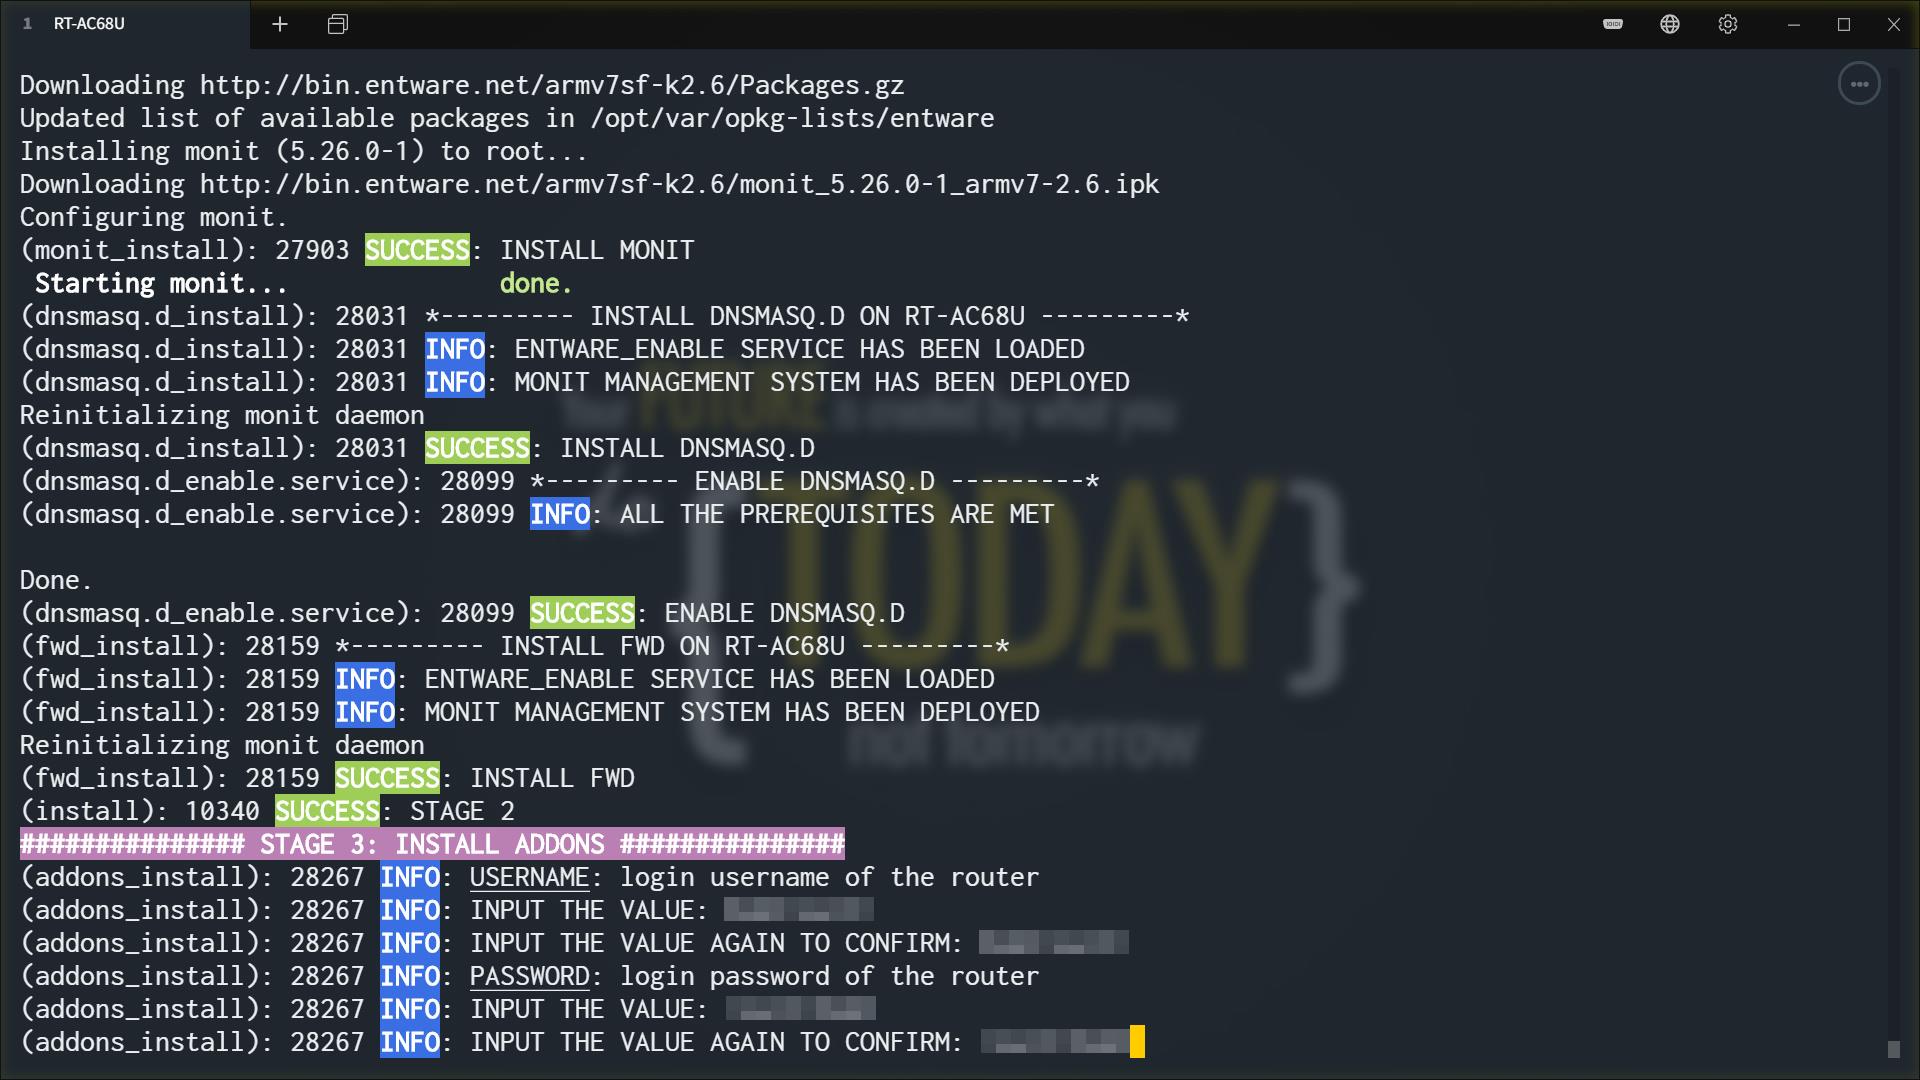 1 RT-AC68U
Downloading http://bin.entware.net/armv7sf-k2.6/Packages.gz
Updated list of available packages in /opt/var/opkg-lists/entware
Installing monit (5.26.0-1) to root...
Downloading http://bin.entware.net/armv7sf-k2.6/monit_5.26.0-1_armv7-2.6.ipk
Configuring monit.
(monit_install): 27903 SUCCESS: INSTALL MONIT
Starting monit... done.
(dnsmasq.d_install): 28031 *--------- INSTALL DNSMASQ.D ON RT-AC68U ---------*
(dnsmasq.d_install): 28031 INFO: ENTWARE_ENABLE SERVICE HAS BEEN LOADED
(dnsmasq.d_install): 28031 INFO: MONIT MANAGEMENT SYSTEM HAS BEEN DEPLOYED
Your FUTURE is created by what you
Reinitializing monit daemon
(dnsmasq.d_install): 28031 SUCCESS: INSTALL DNSMASQ.D
(dnsmasq.d_enable.service): 28099 *--------- ENABLE DNSMASQ.D ---------*
(dnsmasq.d_enable.service): 28099 INFO: ALL THE PREREQUISITES ARE MET
{TODAY}
Done.
(dnsmasq.d_enable.service): 28099 SUCCESS: ENABLE DNSMASQ.D
(fwd_install): 28159 *--------- INSTALL FWD ON RT-AC68U ---------*
(fwd_install): 28159 INFO: ENTWARE_ENABLE SERVICE HAS BEEN LOADED
(fwd_install): 28159 INFO: MONIT MANAGEMENT SYSTEM HAS BEEN DEPLOYED
not tomorrow
Reinitializing monit daemon
(fwd_install): 28159 SUCCESS: INSTALL FWD
(install): 10340 SUCCESS: STAGE 2
############### STAGE 3: INSTALL ADDONS ###############
(addons_install): 28267 INFO: USERNAME: login username of the router
(addons_install): 28267 INFO: INPUT THE VALUE:
(addons_install): 28267 INFO: INPUT THE VALUE AGAIN TO CONFIRM:
(addons_install): 28267 INFO: PASSWORD: login password of the router
(addons_install): 28267 INFO: INPUT THE VALUE:
(addons_install): 28267 INFO: INPUT THE VALUE AGAIN TO CONFIRM: